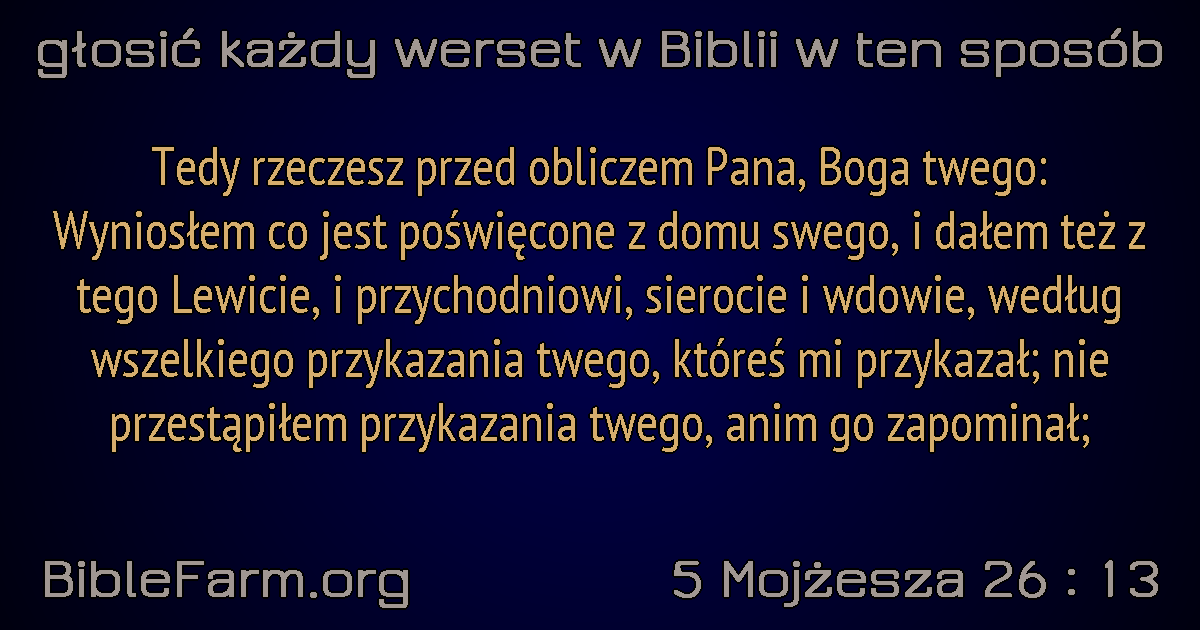 głosić każdy werset w Biblii w ten sposób
Tedy rzeczesz przed obliczem Pana, Boga twego:
Wyniosłem co jest poświęcone z domu swego, i dałem też z
tego Lewicie, i przychodniowi, sierocie i wdowie, według
wszelkiego przykazania twego, któreś mi przykazał; nie
przestąpiłem przykazania twego, anim go zapominał;
BibleFarm.org
5 Mojżesza 26 : 13